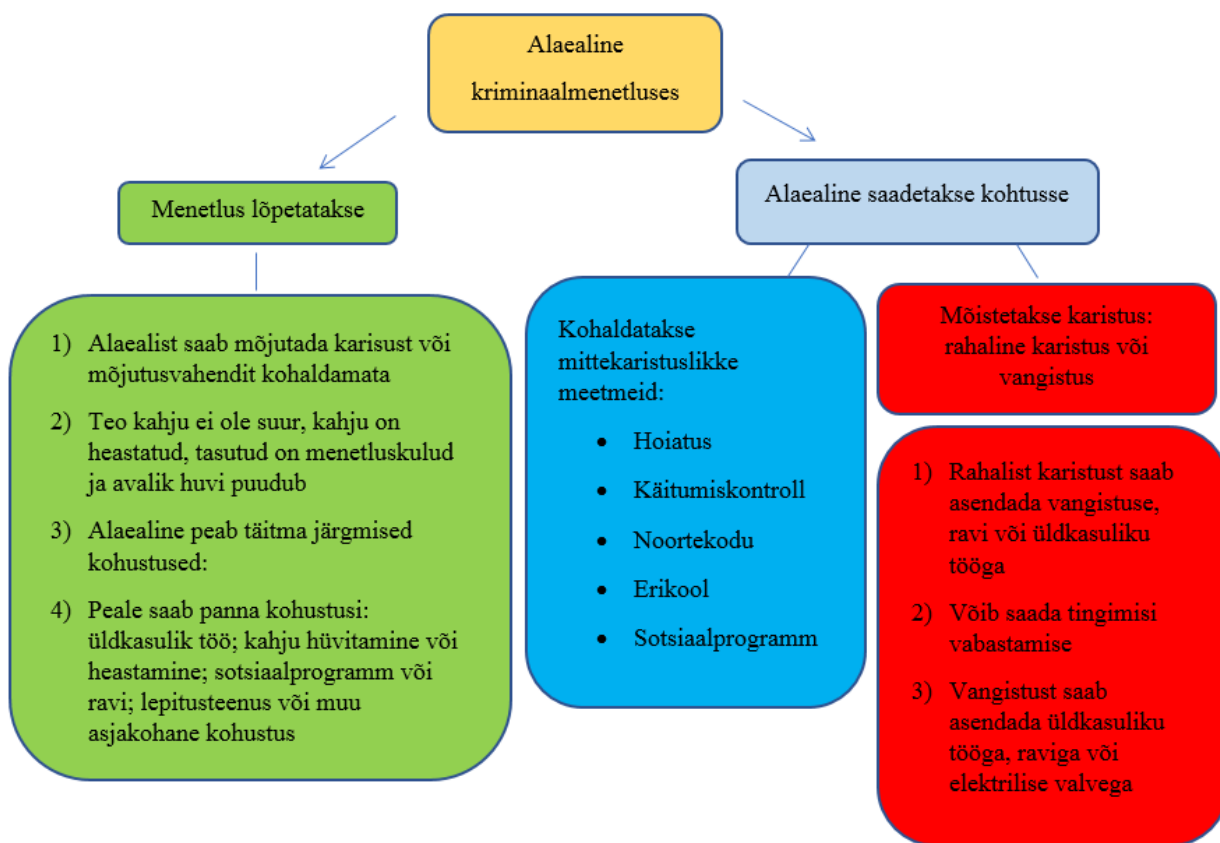 Alaealine
kriminaalmenetluses
Menetlus lõpetatakse
Alaealine saadetakse kohtusse
1) Alaealist saab mõjutada karisust või
mõjutusvahendit kohaldamata
2) Teo kahju ei ole suur, kahju on
heastatud, tasutud on menetluskulud
ja avalik huvi puudub
3) Alaealine peab täitma järgmised
kohustused:
4) Peale saab panna kohustusi:
üldkasulik töö; kahju hüvitamine või
heastamine; sotsiaalprogramm või
ravi; lepitusteenus või muu
asjakohane kohustus
Kohaldatakse
mittekaristuslikke
meetmeid:
• Hoiatus
• Käitumiskontroll
• Noortekodu
• Erikool
• Sotsiaalprogramm
Mõistetakse karistus:
rahaline karistus või
vangistus
1) Rahalist karistust saab
asendada vangistuse,
ravi või üldkasuliku
tööga
2) Võib saada tingimisi
vabastamise
3) Vangistust saab
asendada üldkasuliku
tööga, raviga või
elektrilise valvega